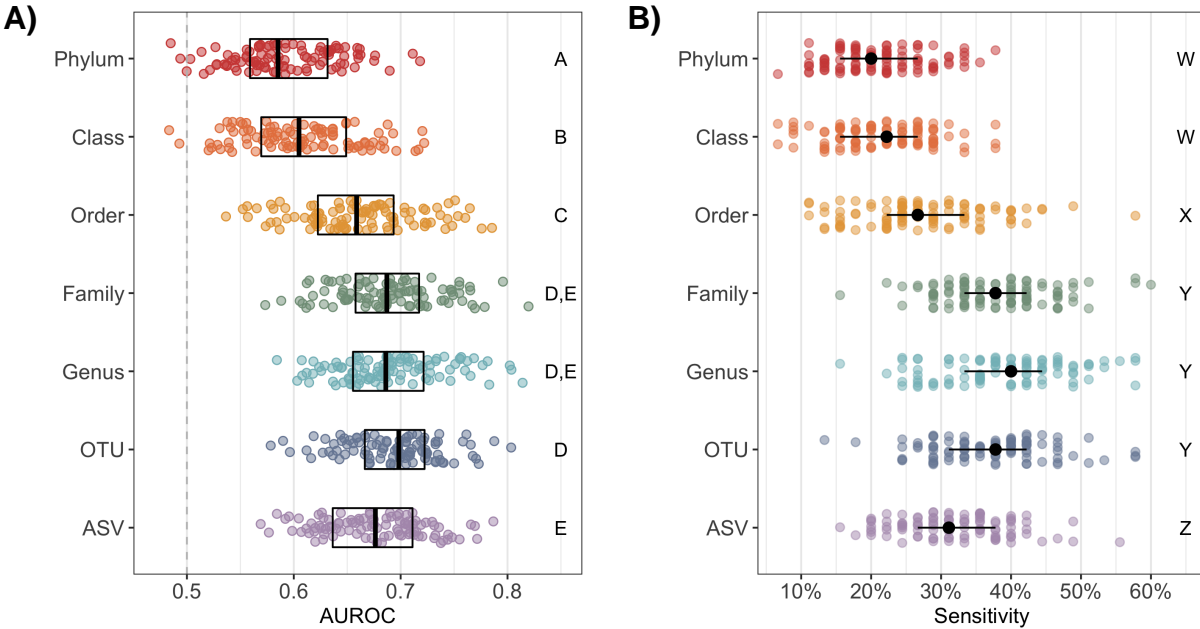 A)
Phylum A
Class B
Order C
Family D,E
Genus D,E
OTU D
ASV E
0.5 0.6 0.7 0.8
AUROC
B)
Phylum W
Class W
Order X
Family Y
Genus Y
OTU Y
ASV Z
10% 20% 30% 40% 50% 60%
Sensitivity